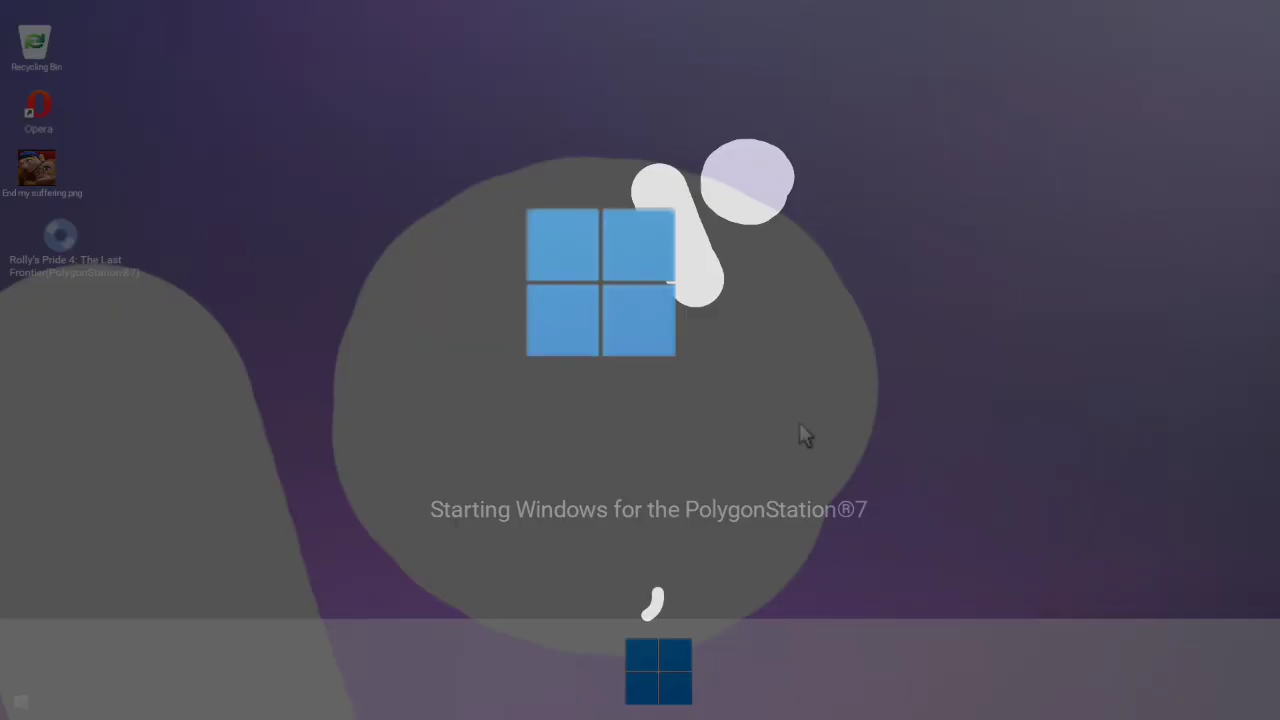 Recycling Bin
Opera
End my suffering.png
Rolly's Pride 4: The Last
Frontier(PolygonStation®7)
Starting Windows for the PolygonStation®7